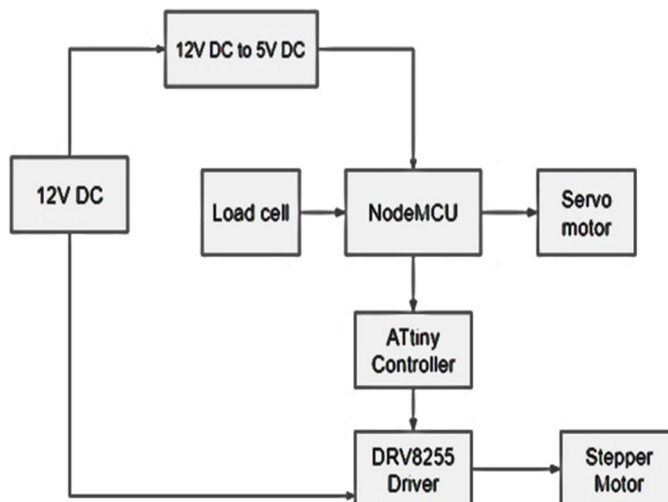 12V DC to 5V DC
12V DC
Load cell
NodeMCU
Servo
motor
ATtiny
Controller
DRV8255
Driver
Stepper
Motor